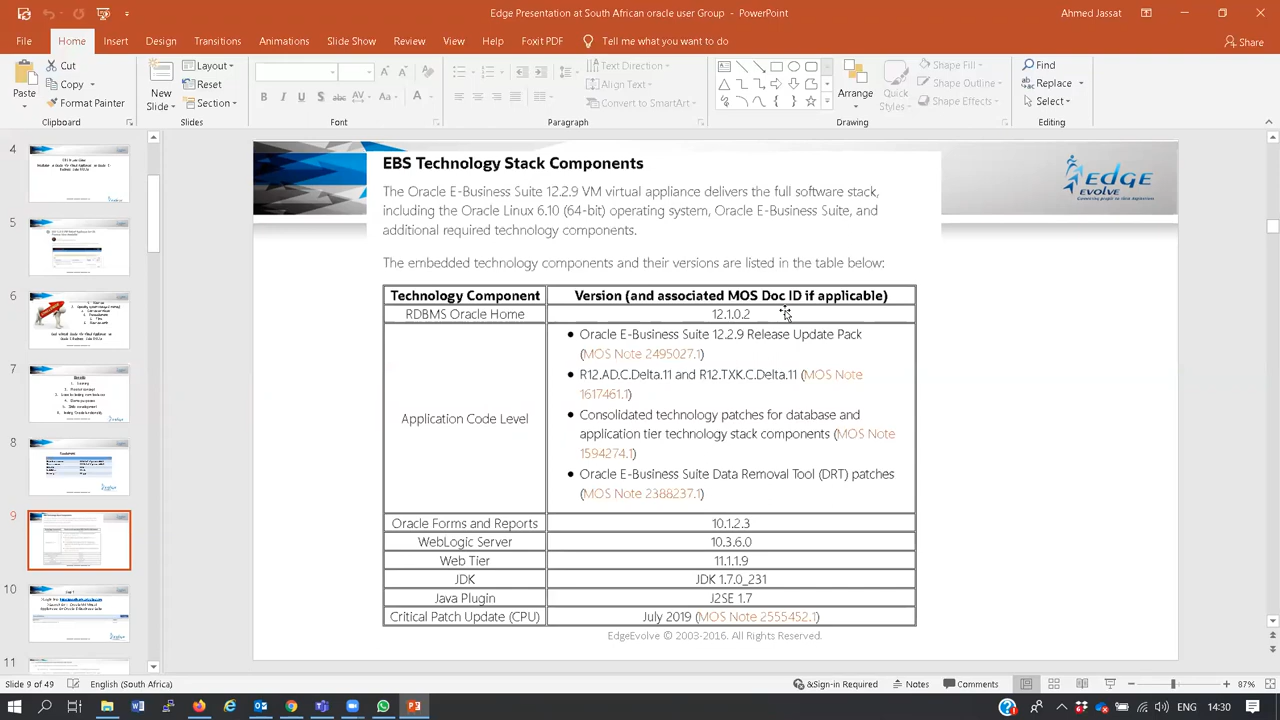 Edge Presentation at oracle user Group - PowerPoint
Ahmed Jassat
File Home Insert Design Transitions Animations Slide Show Review View Help Foxit PDF Tell me what you want to do Share
Cut
Copy
Format Painter
Paste
Clipboard
New
Slide
Layout
Reset
Section
Slides
Font
Text Direction
Align Text
Convert to SmartArt
Paragraph
Arrange
Quick
Styles
Shape Fill
Shape Outline
Shape Effects
Drawing
Find
Replace
Select
Editing
4
6
7
8
9
10
11
EBS Technology Stack Components
EDGE
EVOLVE
The Oracle E-Business Suite 12.2.9 VM virtual appliance delivers the full software stack,
including the Oracle Linux 6.10 (64-bit) operating system, Oracle E-Business Suite, and
additional required technology components.
The embedded technology components and their versions are listed in the table below:
Technology Component Version (and associated MOS Doc ID if applicable)
RDBMS Oracle Home 12.1.0.2
Application Code Level
• Oracle E-Business Suite 12.2.9 Release Update Pack
(MOS Note 2495027.1)
• R12.AD.C.Delta.11 and R12.TXK.C.Delta.11 (MOS Note
1617461.1)
• Consolidated technology patches for database and
application tier technology stack components (MOS Note
1594274.1)
• Oracle E-Business Suite Data Removal Tool (DRT) patches
(MOS Note 2388237.1)
Oracle Forms and Reports 10.1.2.3
WebLogic Server 10.3.6.0
Web Tier 11.1.1.9
JDK JDK 1.7.0_231
Java Plugin J2SE 1.7
Critical Patch Update (CPU) July 2019 (MOS Note 2555452.1)
EdgeEvolve © 2003-2016. All Rights Reserved.
Slide 9 of 49 English (South Africa) &Sign-in Required Notes Comments 87%
ENG 14:30